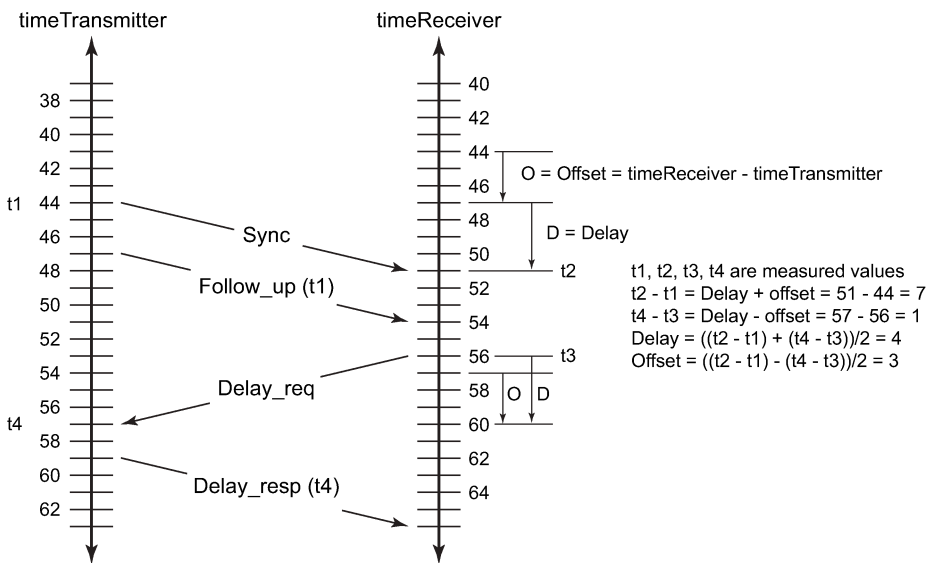 timeTransmitter
timeReceiver
38
40
42
t1 44
46
48
50
52
54
56
t4
58
60
62
40
42
44
46
48
50
52
54
56
58
60
62
64
O = Offset = timeReceiver - timeTransmitter
D = Delay
t2
t3
O
D
Sync
Follow_up (t1)
Delay_req
Delay_resp (t4)
t1, t2, t3, t4 are measured values
t2 - t1 = Delay + offset = 51 - 44 = 7
t4 - t3 = Delay - offset = 57 - 56 = 1
Delay = ((t2 - t1) + (t4 - t3))/2 = 4
Offset = ((t2 - t1) - (t4 - t3))/2 = 3